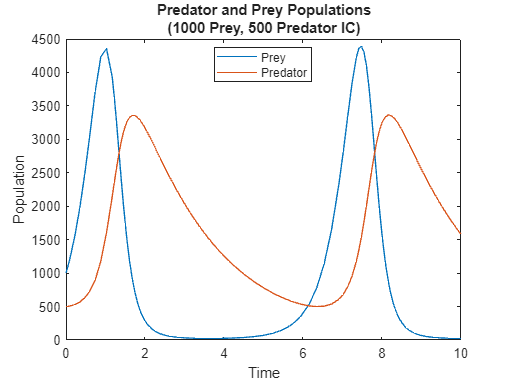 Predator and Prey Populations
(1000 Prey, 500 Predator IC)
Prey
Predator
4500
4000
3500
3000
2500
2000
1500
1000
500
0
Population
0 2 4 6 8 10
Time